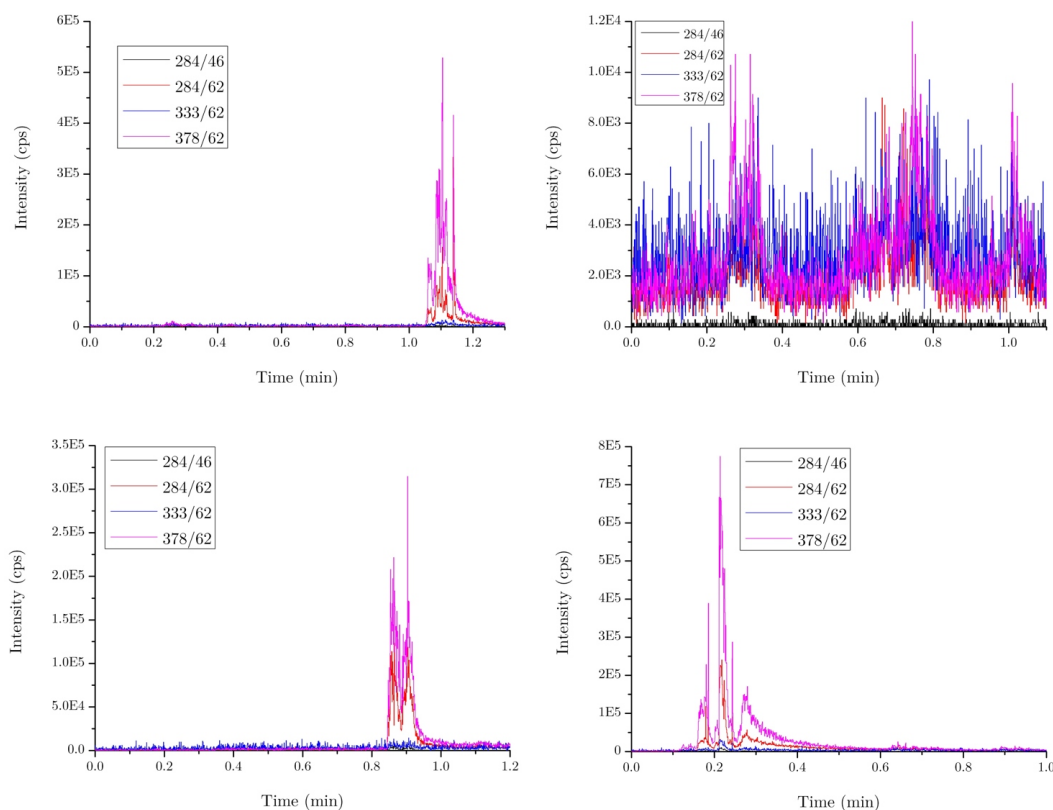 6E5
5E5
4E5
3E5
2E5
1E5
0
0.0 0.2 0.4 0.6 0.8 1.0 1.2
Intensity (cps)
Time (min)
284/46
284/62
333/62
378/62
1.2E4
1.0E4
8.0E3
6.0E3
4.0E3
2.0E3
0.0
0.0 0.2 0.4 0.6 0.8 1.0
Intensity (cps)
Time (min)
284/46
284/62
333/62
378/62
3.5E5
3.0E5
2.5E5
2.0E5
1.5E5
1.0E5
5.0E4
0.0
0.0 0.2 0.4 0.6 0.8 1.0 1.2
Intensity (cps)
Time (min)
284/46
284/62
333/62
378/62
8E5
7E5
6E5
5E5
4E5
3E5
2E5
1E5
0
0.0 0.2 0.4 0.6 0.8 1.0
Intensity (cps)
Time (min)
284/46
284/62
333/62
378/62